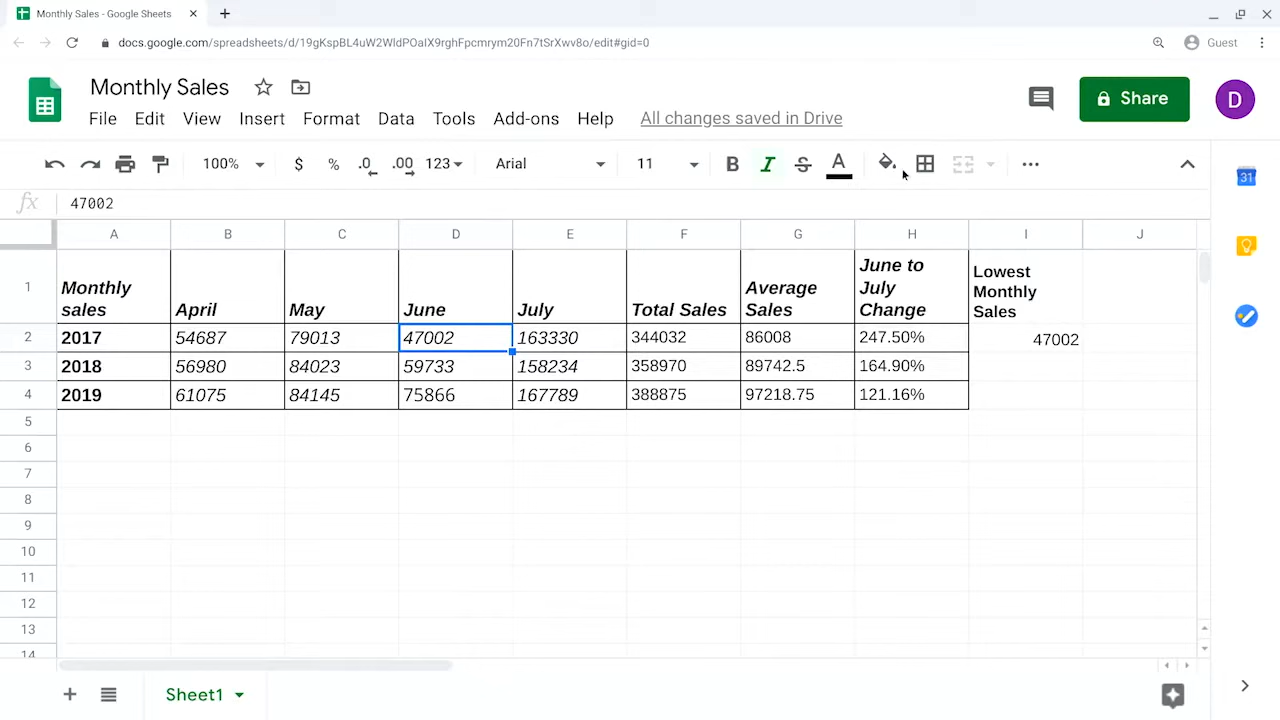 Monthly Sales - Google Sheets
docs.google.com/spreadsheets/d/19gKspBL4uW2WldPOaIX9rghFpcmrym20Fn7tSrXwv8o/edit#gid=0
Guest
Monthly Sales
Share
D
File Edit View Insert Format Data Tools Add-ons Help All changes saved in Drive
100% $ % .0 .00 123 Arial 11 B I S A
31
fx 47002
A B C D E F G H I J
1 Monthly sales April May June July Total Sales Average Sales June to July Change Lowest Monthly Sales
2 2017 54687 79013 47002 163330 344032 86008 247.50% 47002
3 2018 56980 84023 59733 158234 358970 89742.5 164.90%
4 2019 61075 84145 75866 167789 388875 97218.75 121.16%
5
6
7
8
9
10
11
12
13
14
Sheet1